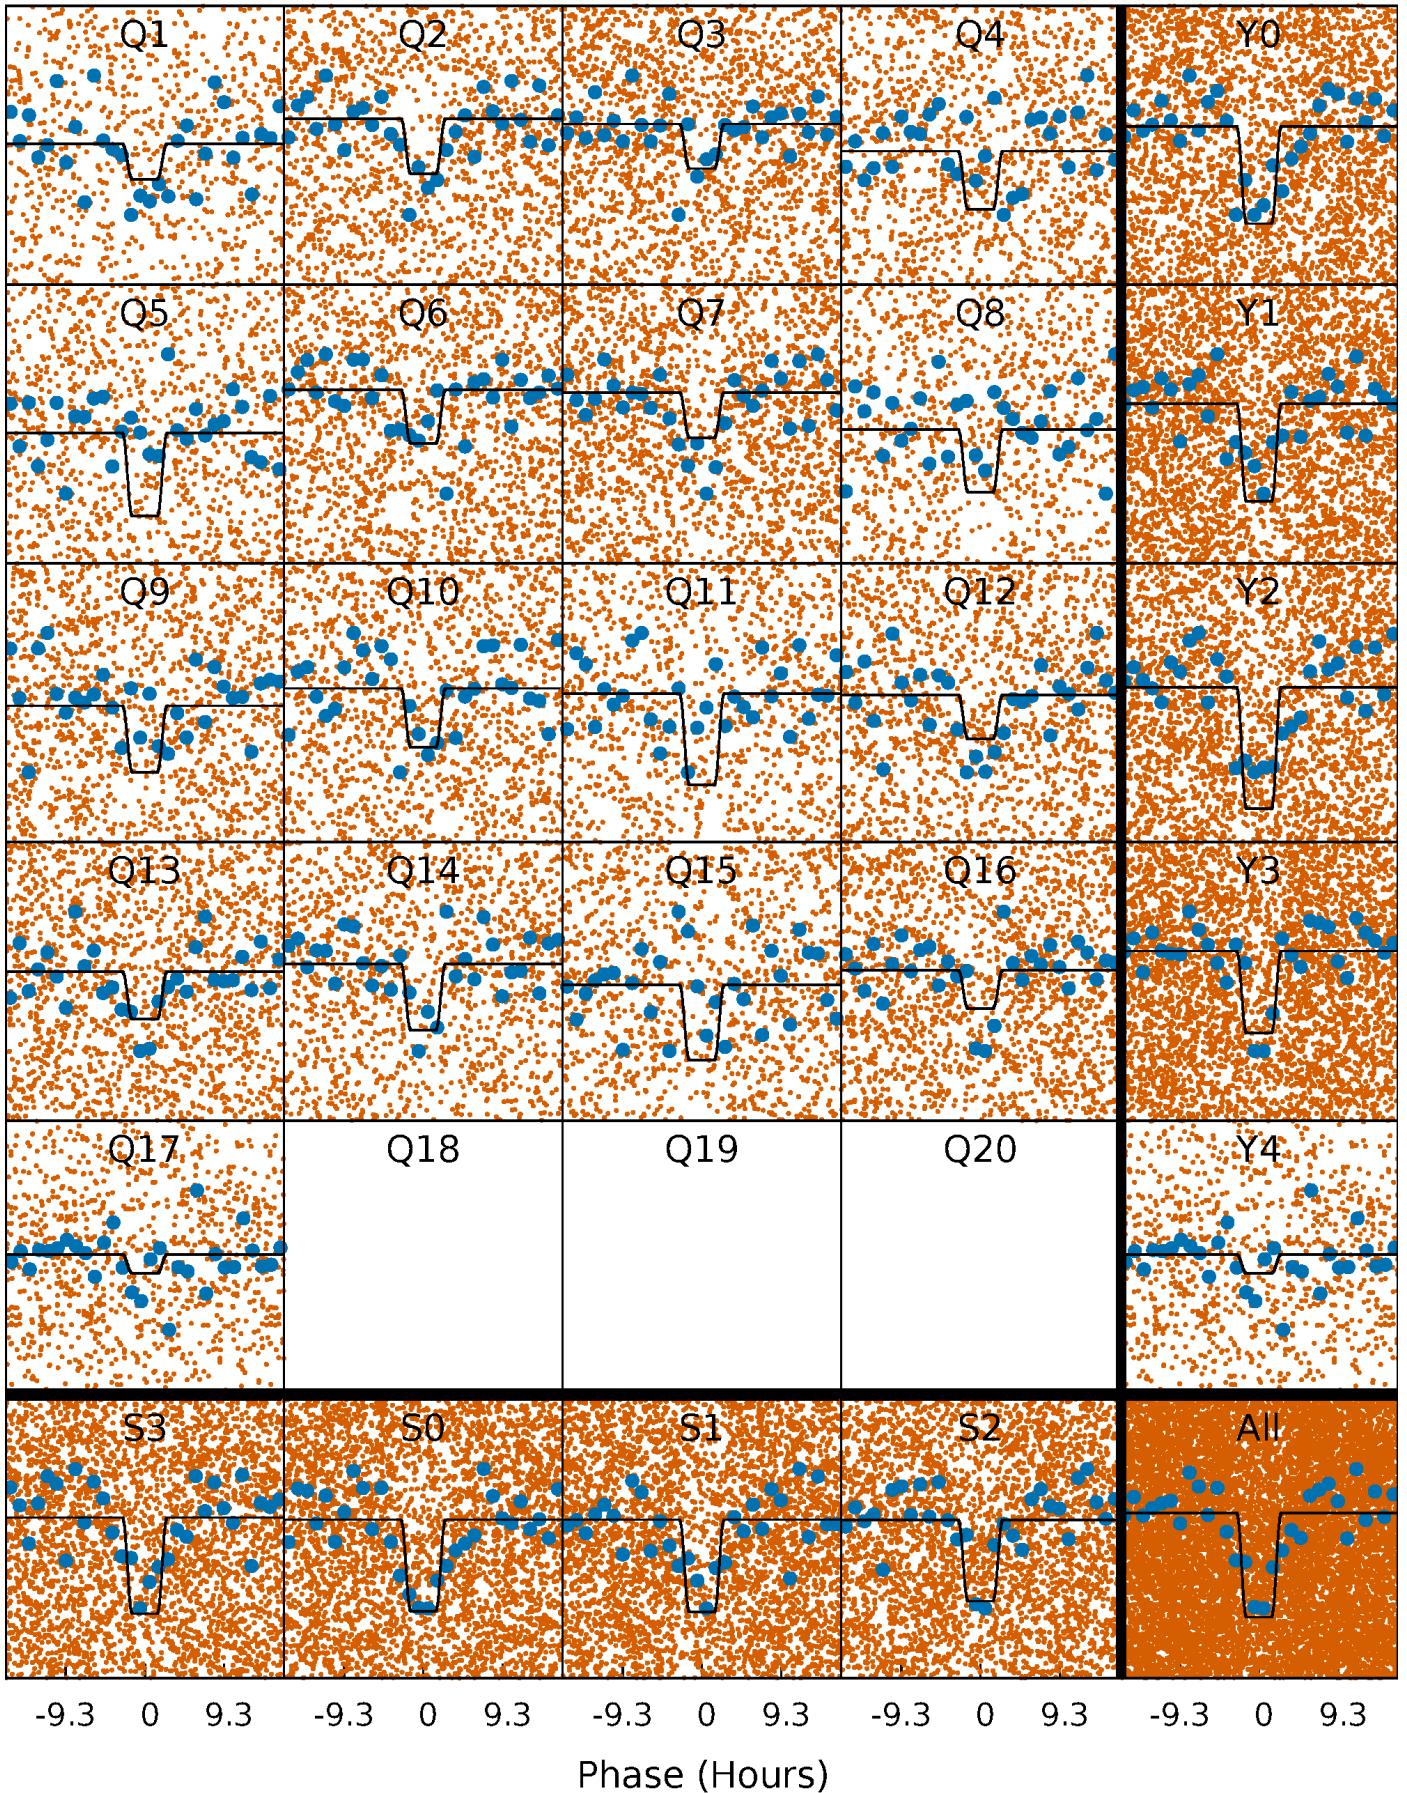 Q1 Q2 Q3 Q4 Y0
Q5 Q6 Q7 Q8 Y1
Q9 Q10 Q11 Q12 Y2
Q13 Q14 Q15 Q16 Y3
Q17 Q18 Q19 Q20 Y4
S3 S0 S1 S2 All
-9.3 0 9.3 -9.3 0 9.3 -9.3 0 9.3 -9.3 0 9.3 -9.3 0 9.3
Phase (Hours)